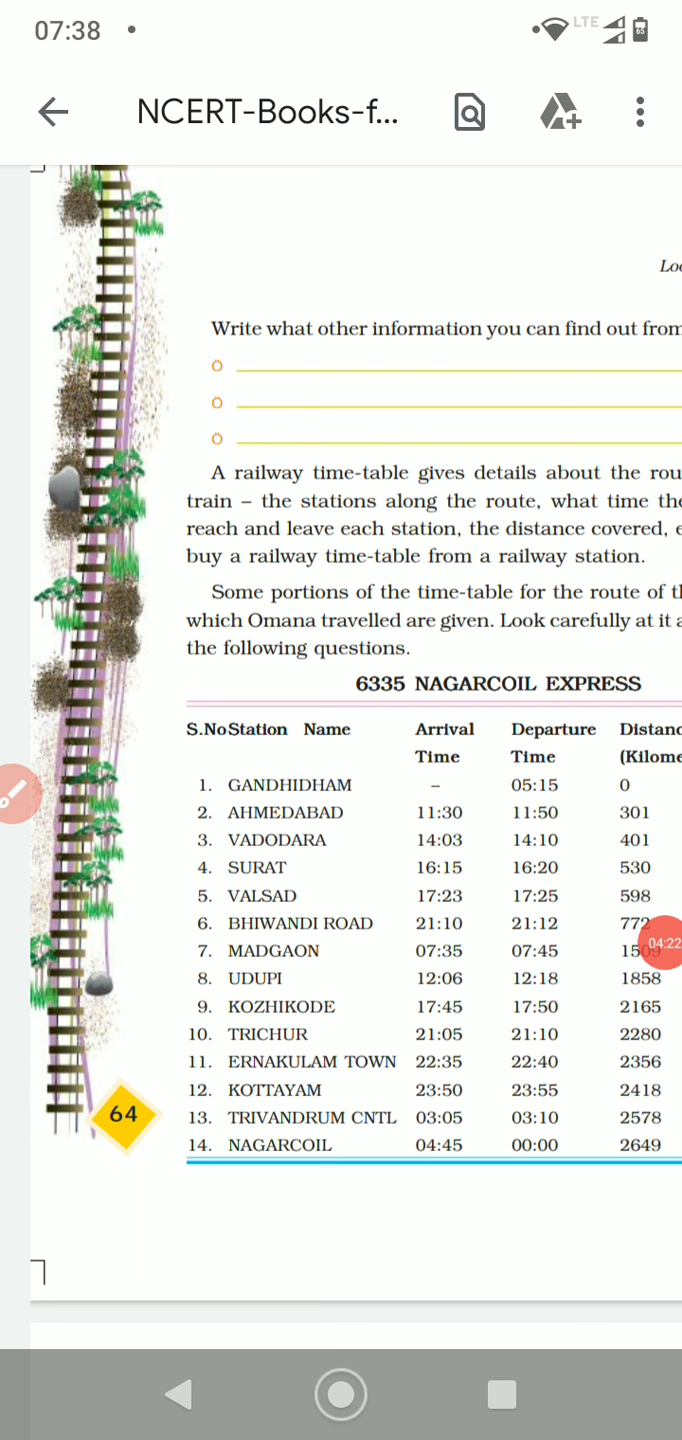 07:38
LTE
65
NCERT-Books-f...
Write what other information you can find out from
A railway time-table gives details about the
train – the stations along the route, what time
reach and leave each station, the distance covered,
buy a railway time-table from a railway station.
Some portions of the time-table for the route of
which Omana travelled are given. Look carefully at it
the following questions.
6335 NAGARCOIL EXPRESS
S.No Station Name Arrival Departure
Time Time
1. GANDHIDHAM – 05:15 0
2. AHMEDABAD 11:30 11:50 301
3. VADODARA 14:03 14:10 401
4. SURAT 16:15 16:20 530
5. VALSAD 17:23 17:25 598
6. BHIWANDI ROAD 21:10 21:12 772
04:22
7. MADGAON 07:35 07:45
8. UDUPI 12:06 12:18 1858
9. KOZHIKODE 17:45 17:50 2165
10. TRICHUR 21:05 21:10 2280
11. ERNAKULAM TOWN 22:35 22:40 2356
12. KOTTAYAM 23:50 23:55 2418
13. TRIVANDRUM CNTL 03:05 03:10 2578
14. NAGARCOIL 04:45 00:00 2649
64